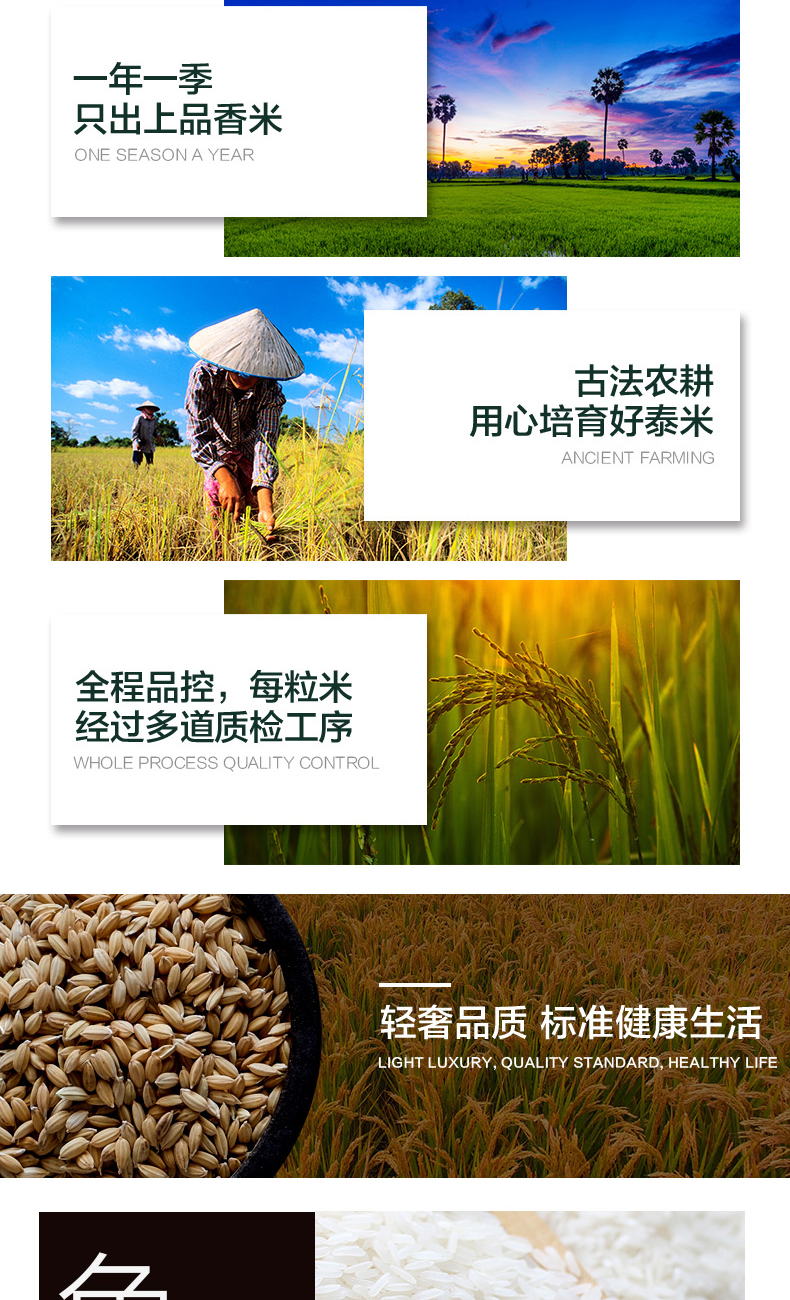 一年一季
只出上品香米
ONE SEASON A YEAR
古法农耕
用心培育好泰米
ANCIENT FARMING
全程品控，每粒米
经过多道质检工序
WHOLE PROCESS QUALITY CONTROL
轻奢品质 标准健康生活
LIGHT LUXURY, QUALITY STANDARD, HEALTHY LIFE